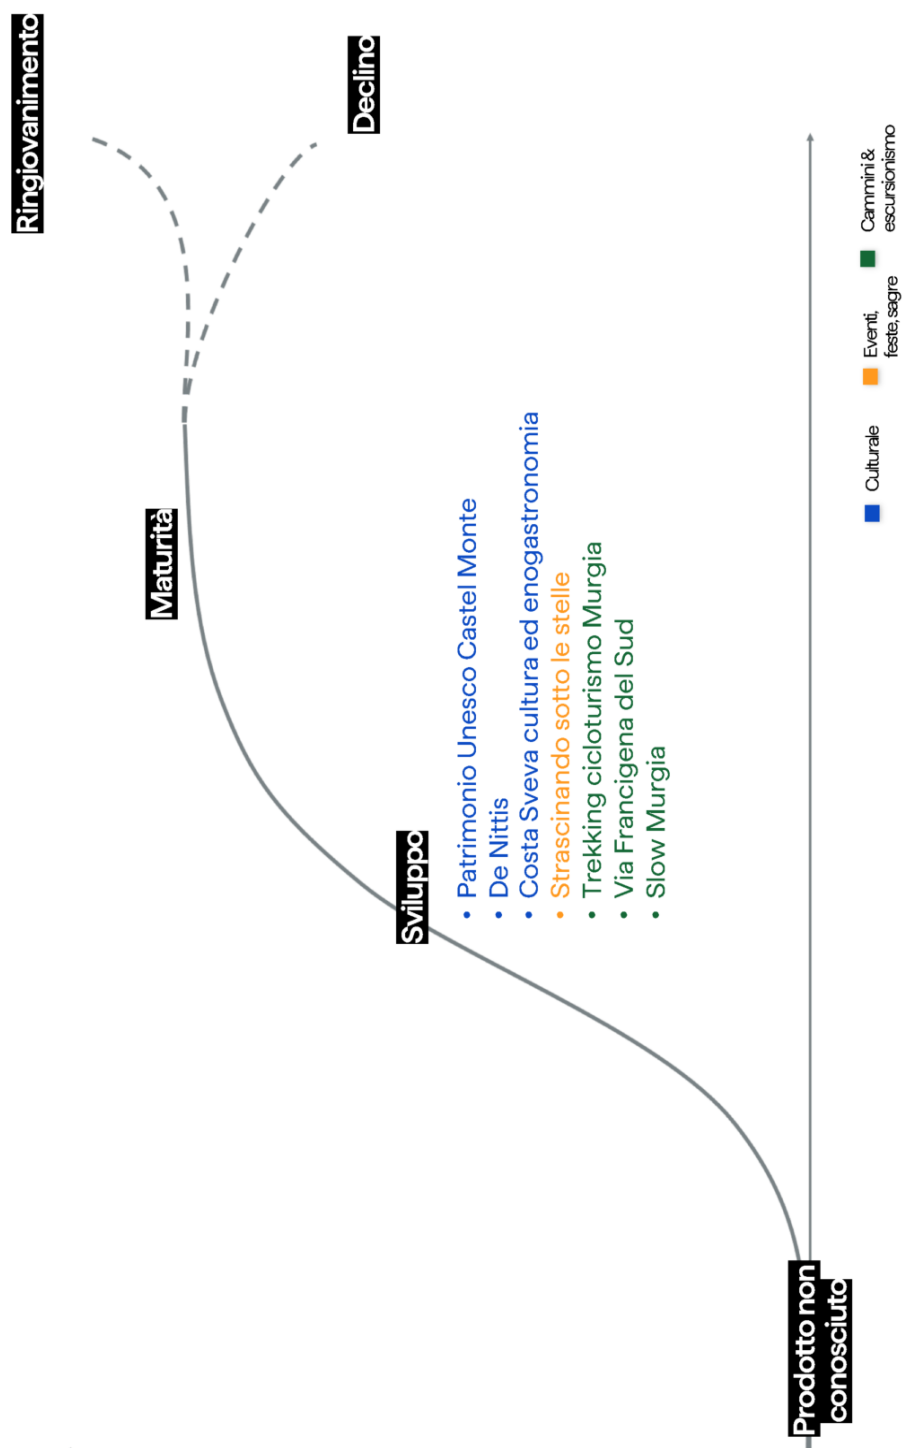 Ringiovanimento
Declino
Maturità
Sviluppo
• Patrimonio Unesco Castel Monte
• De Nittis
• Costa Sveva cultura ed enogastronomia
• Strascinando sotto le stelle
• Trekking cicloturismo Murgia
• Via Francigena del Sud
• Slow Murgia
Prodotto non
conosciuto
Culturale
Eventi,
feste, sagre
Cammini &
escursionismo